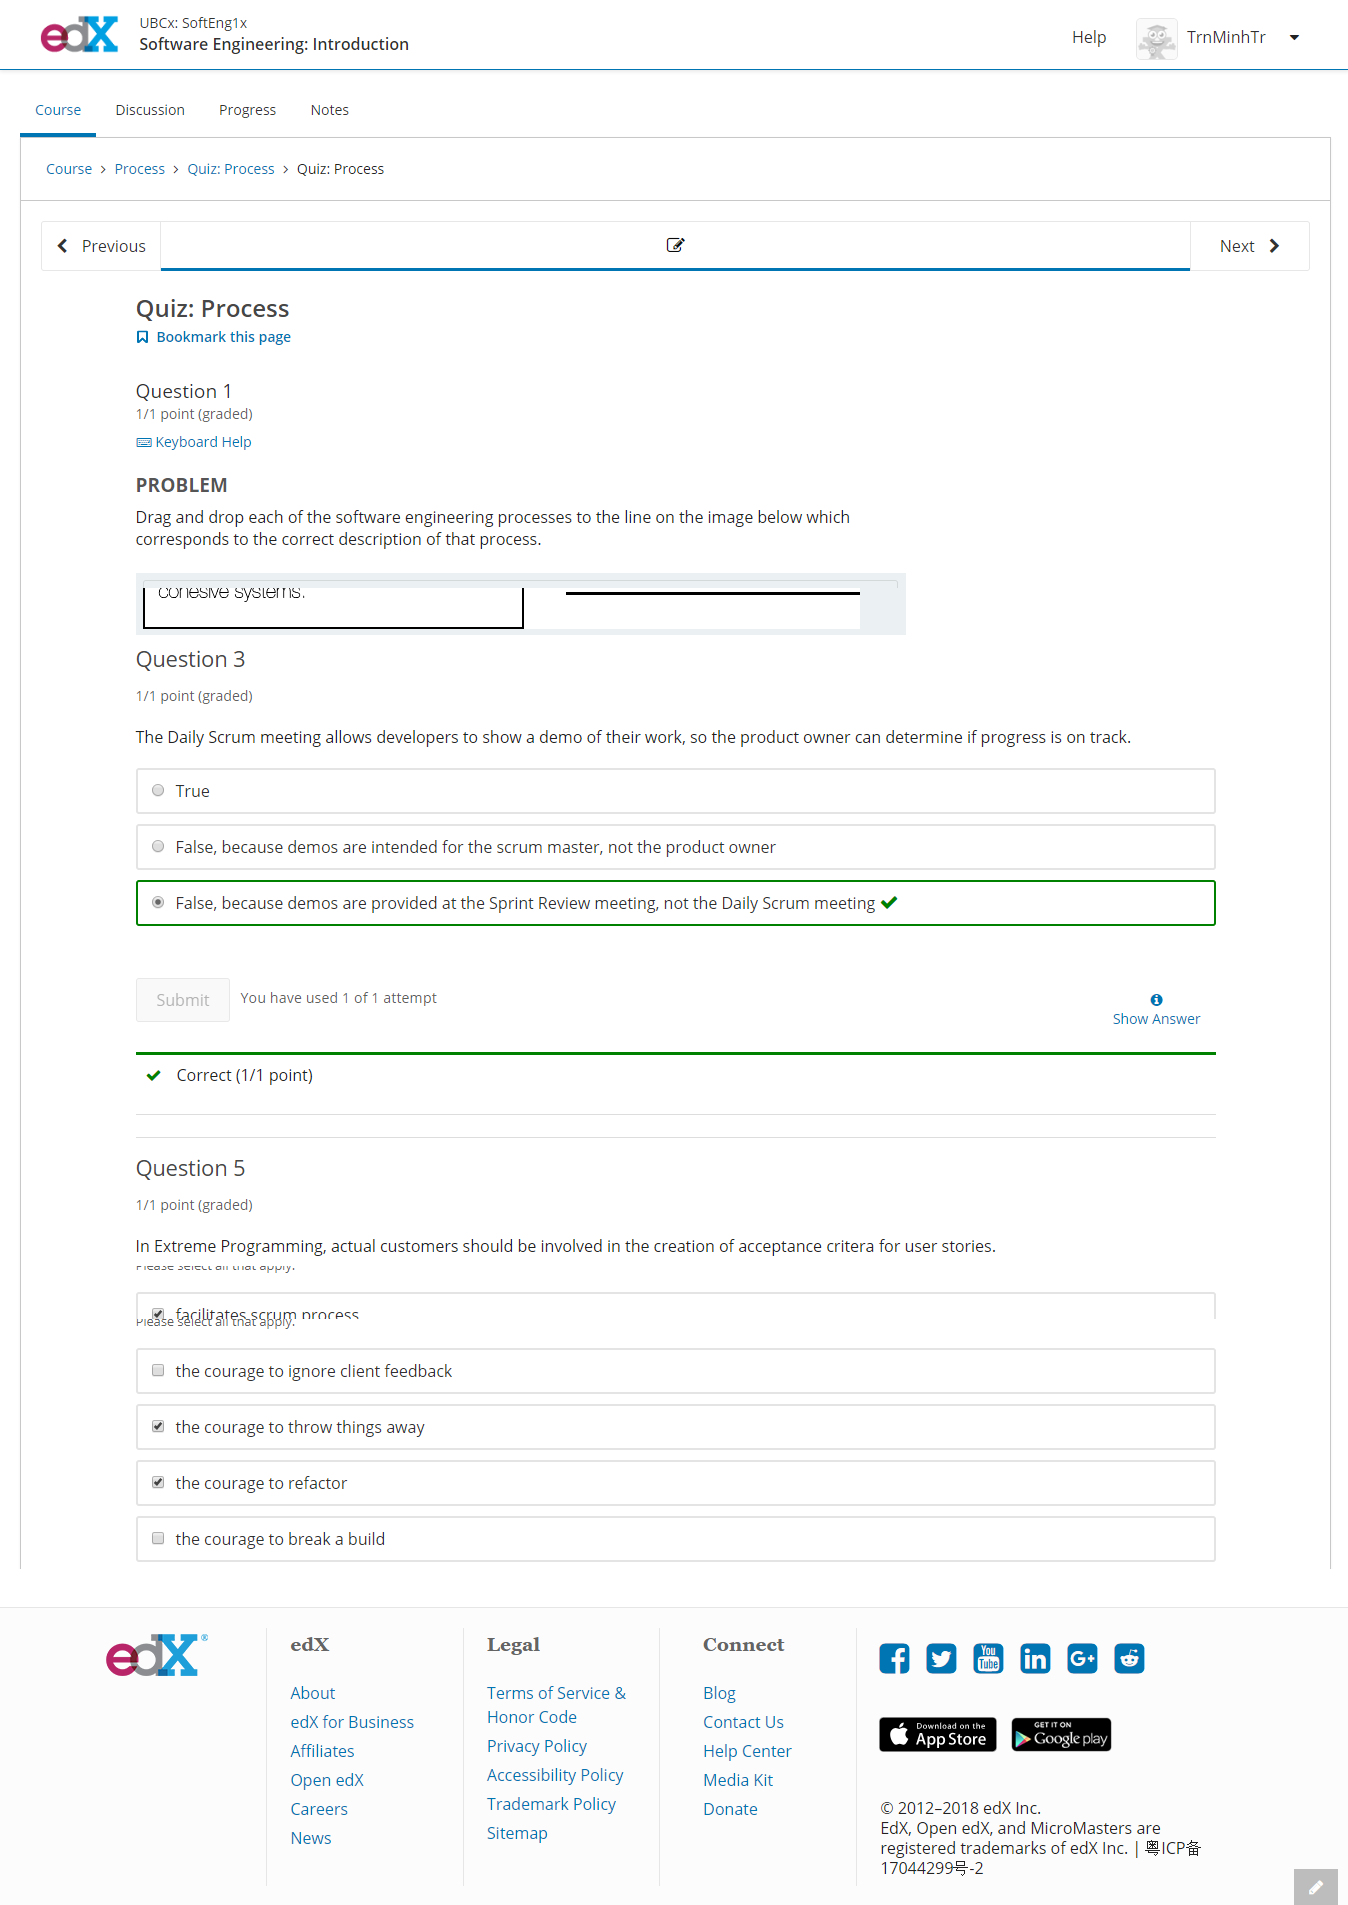 edX
UBCx: SoftEng1x
Software Engineering: Introduction
Help
TrnMinhTr
Course
Discussion
Progress
Notes
Course > Process > Quiz: Process > Quiz: Process
Previous
Next
Quiz: Process
Bookmark this page
Question 1
1/1 point (graded)
Keyboard Help
PROBLEM
Drag and drop each of the software engineering processes to the line on the image below which
corresponds to the correct description of that process.
cohesive systems.
Question 3
1/1 point (graded)
The Daily Scrum meeting allows developers to show a demo of their work, so the product owner can determine if progress is on track.
True
False, because demos are intended for the scrum master, not the product owner
False, because demos are provided at the Sprint Review meeting, not the Daily Scrum meeting
Submit
You have used 1 of 1 attempt
Show Answer
Correct (1/1 point)
Question 5
1/1 point (graded)
In Extreme Programming, actual customers should be involved in the creation of acceptance critera for user stories.
Please select all that apply.
facilitates scrum process
Please select all that apply.
the courage to ignore client feedback
the courage to throw things away
the courage to refactor
the courage to break a build
edX®
edX
About
edX for Business
Affiliates
Open edX
Careers
News
Legal
Terms of Service &
Honor Code
Privacy Policy
Accessibility Policy
Trademark Policy
Sitemap
Connect
Blog
Contact Us
Help Center
Media Kit
Donate
You
Tube
in
G+
Download on the
App Store
GET IT ON
Google play
© 2012–2018 edX Inc.
EdX, Open edX, and MicroMasters are
registered trademarks of edX Inc. | 粤ICP备
17044299号-2